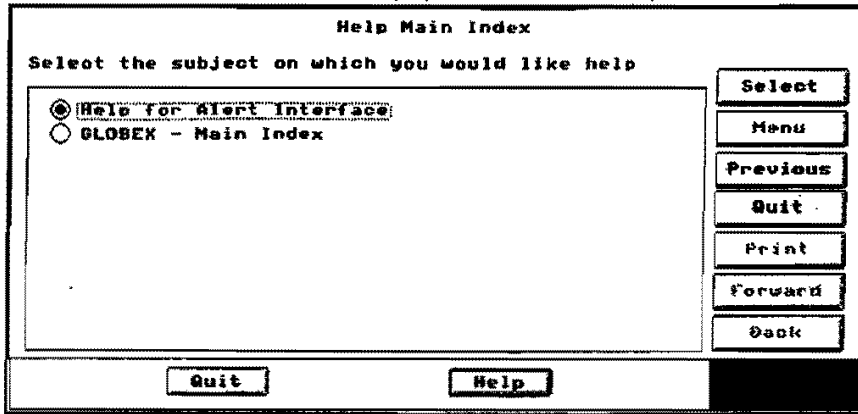 Help Main Index
Select the subject on which you would like help
Help for Alert Interface
GLOBEX - Main Index
Select
Menu
Previous
Quit
Print
Forward
Back
Quit
Help